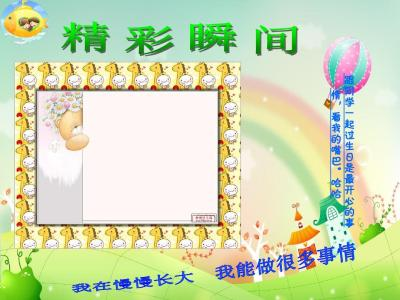 精彩瞬间
跟同学一起过生日是最开心的事
情，看我的嘴巴。哈哈
我在慢慢长大
我能做很多事情